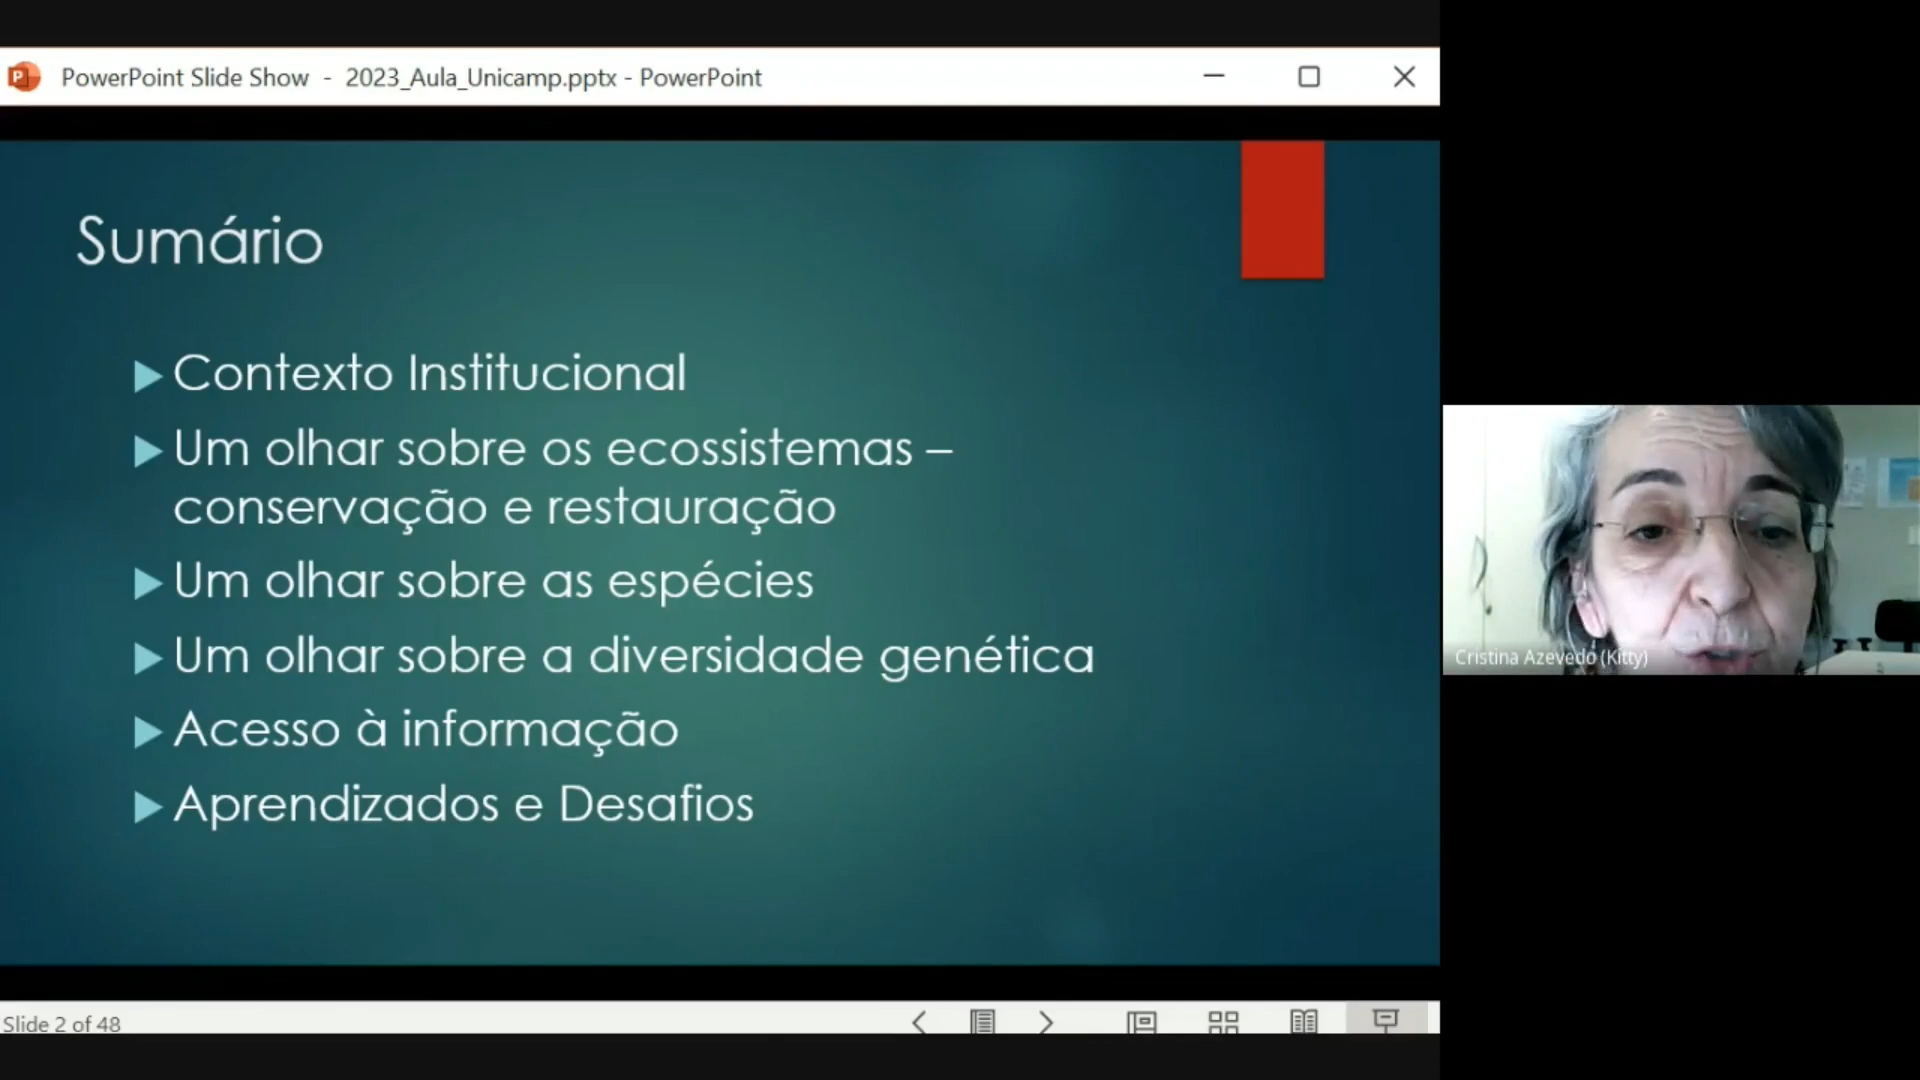 PowerPoint Slide Show - 2023_Aula_Unicamp.pptx - PowerPoint
Sumário
Contexto Institucional
Um olhar sobre os ecossistemas –
conservação e restauração
Um olhar sobre as espécies
Um olhar sobre a diversidade genética
Acesso à informação
Aprendizados e Desafios
Cristina Azevedo (Kitty)
Slide 2 of 48